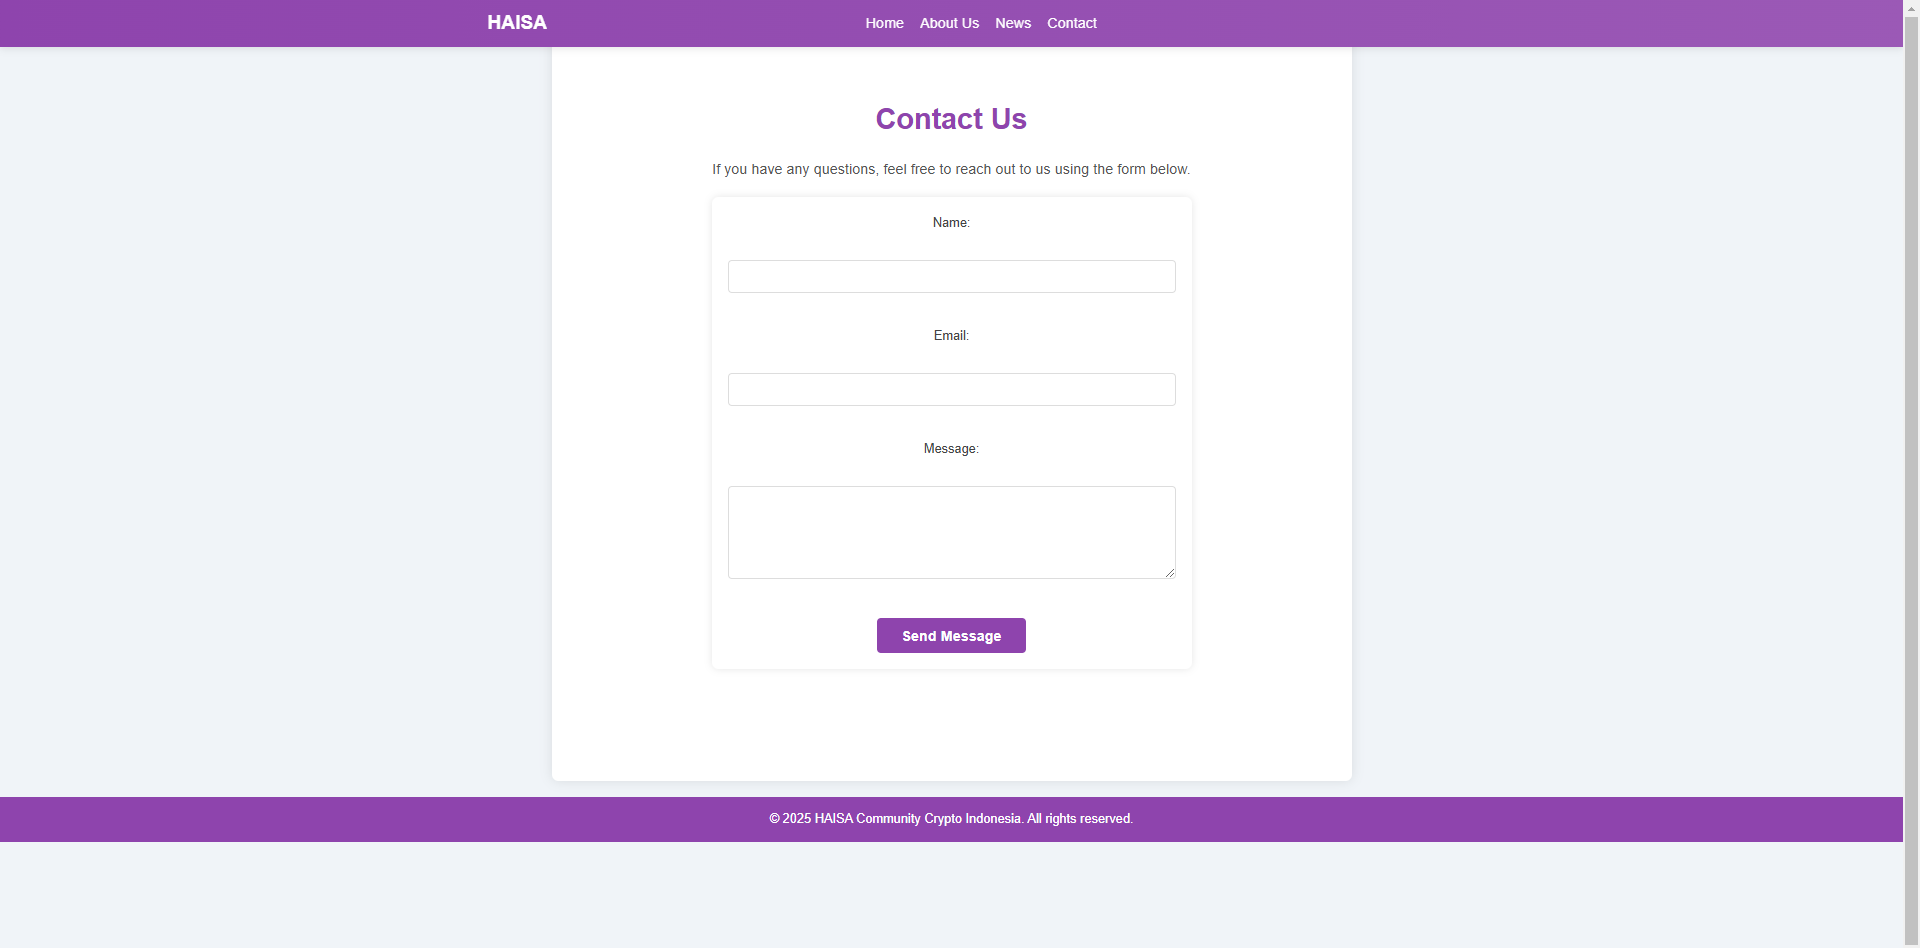 HAISA
Home About Us News Contact
Contact Us
If you have any questions, feel free to reach out to us using the form below.
Name:
Email:
Message:
Send Message
© 2025 HAISA Community Crypto Indonesia. All rights reserved.